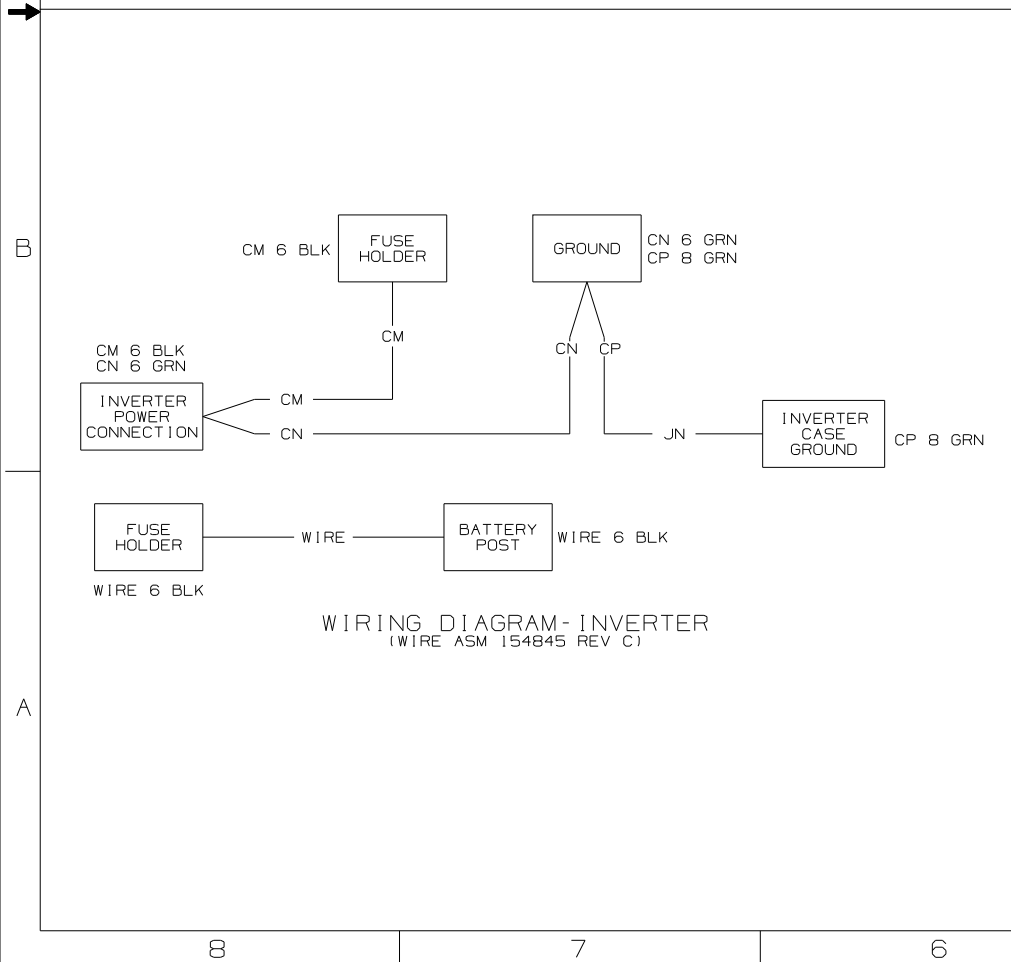 B
CM 6 BLK
FUSE
HOLDER
GROUND
CN 6 GRN
CP 8 GRN
CM
CN CP
CM 6 BLK
CN 6 GRN
INVERTER
POWER
CONNECTION
CM
CN
JN
INVERTER
CASE
GROUND
CP 8 GRN
FUSE
HOLDER
WIRE
BATTERY
POST
WIRE 6 BLK
WIRE 6 BLK
WIRING DIAGRAM-INVERTER
(WIRE ASM 154845 REV C)
A
8 7 6